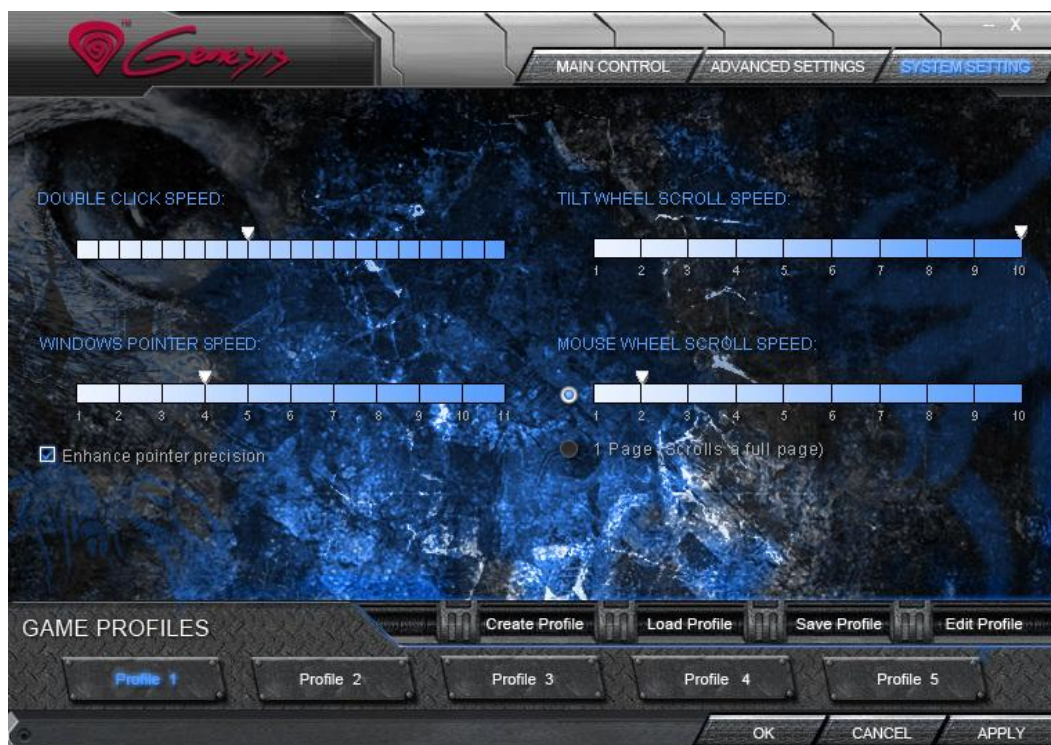 TM
Genesis
— X
MAIN CONTROL
ADVANCED SETTINGS
SYSTEM SETTING
DOUBLE CLICK SPEED:
TILT WHEEL SCROLL SPEED:
1 2 3 4 5 6 7 8 9 10
WINDOWS POINTER SPEED:
MOUSE WHEEL SCROLL SPEED:
1 2 3 4 5 6 7 8 9 10 11
1 2 3 4 5 6 7 8 9 10
Enhance pointer precision
1 Page (Scrolls a full page)
GAME PROFILES
Create Profile
Load Profile
Save Profile
Edit Profile
Profile 1
Profile 2
Profile 3
Profile 4
Profile 5
OK
CANCEL
APPLY